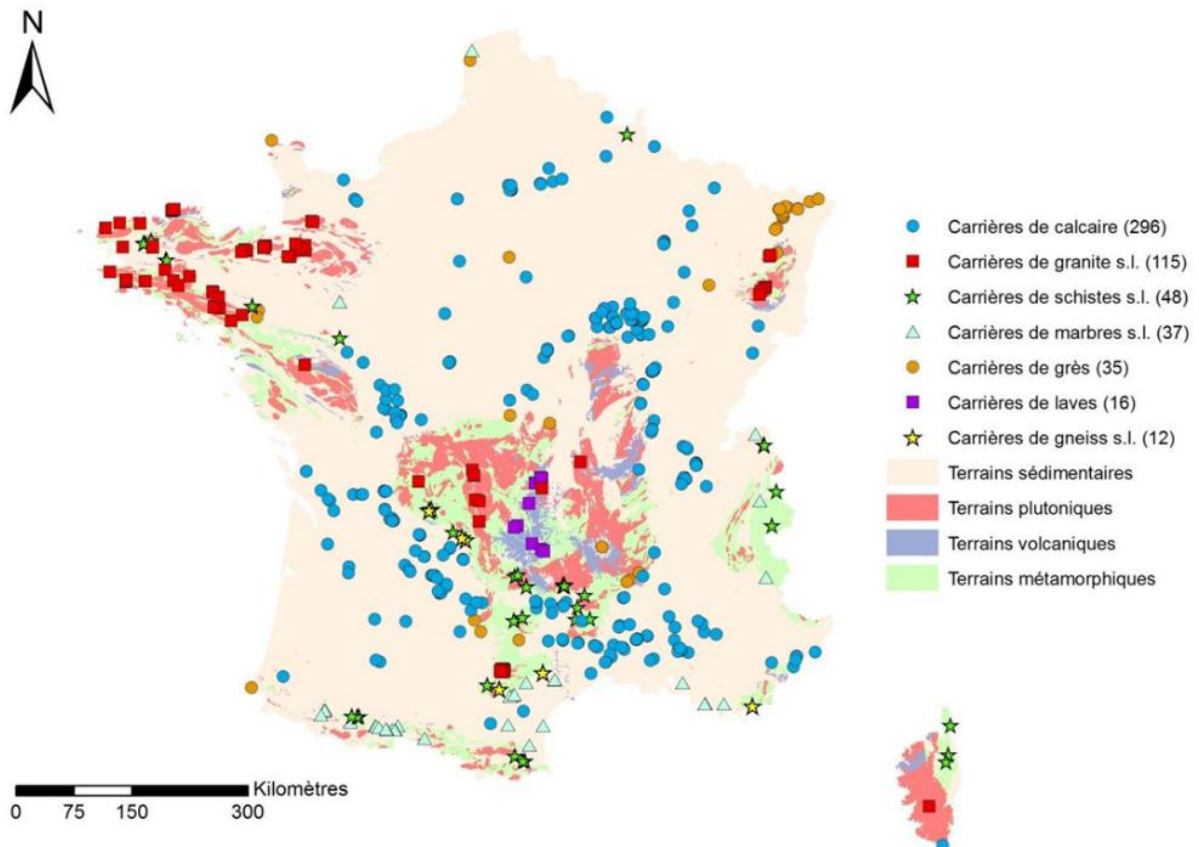 N
Carrières de calcaire (296)
Carrières de granite s.l. (115)
Carrières de schistes s.l. (48)
Carrières de marbres s.l. (37)
Carrières de grès (35)
Carrières de laves (16)
Carrières de gneiss s.l. (12)
Terrains sédimentaires
Terrains plutoniques
Terrains volcaniques
Terrains métamorphiques
Kilomètres
0 75 150 300